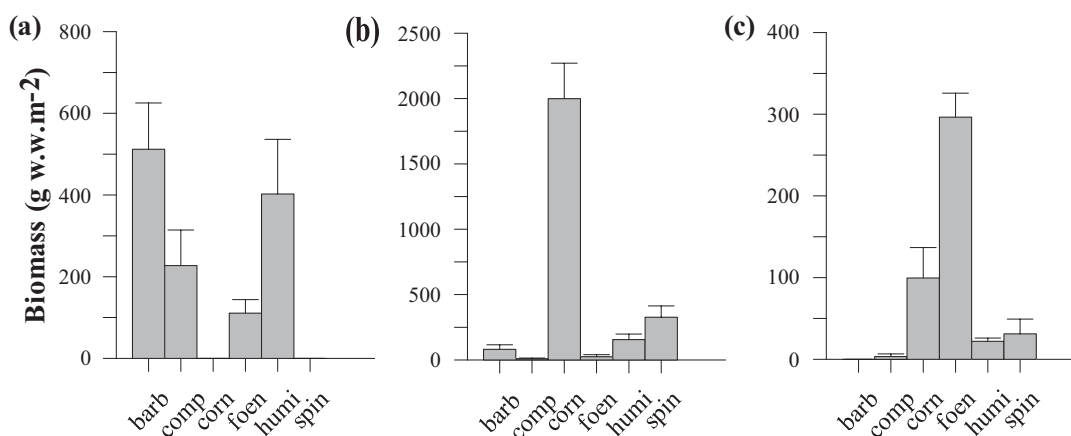 (a)
Biomass (g w.w.m-2)
800
600
400
200
0
barb
comp
corn
foen
humi
spin
(b)
2500
2000
1500
1000
500
0
barb
comp
corn
foen
humi
spin
(c)
400
300
200
100
0
barb
comp
corn
foen
humi
spin